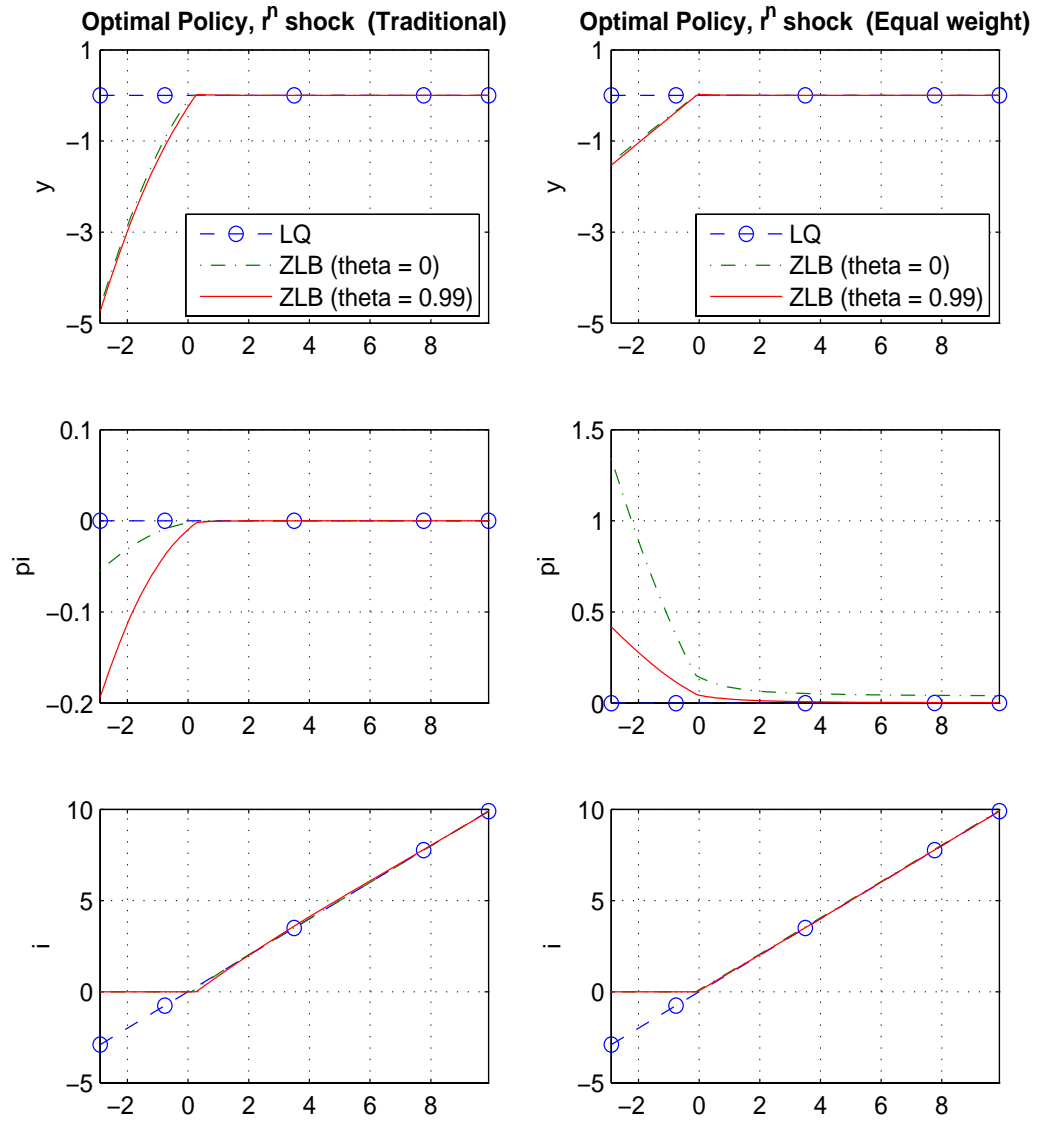 Optimal Policy, rⁿ shock (Traditional)
1
−1
−3
−5
y
LQ
ZLB (theta = 0)
ZLB (theta = 0.99)
−2 0 2 4 6 8
Optimal Policy, rⁿ shock (Equal weight)
1
−1
−3
−5
y
LQ
ZLB (theta = 0)
ZLB (theta = 0.99)
−2 0 2 4 6 8
0.1
0
−0.1
−0.2
pi
−2 0 2 4 6 8
1.5
1
0.5
0
pi
−2 0 2 4 6 8
10
5
0
−5
i
−2 0 2 4 6 8
10
5
0
−5
i
−2 0 2 4 6 8